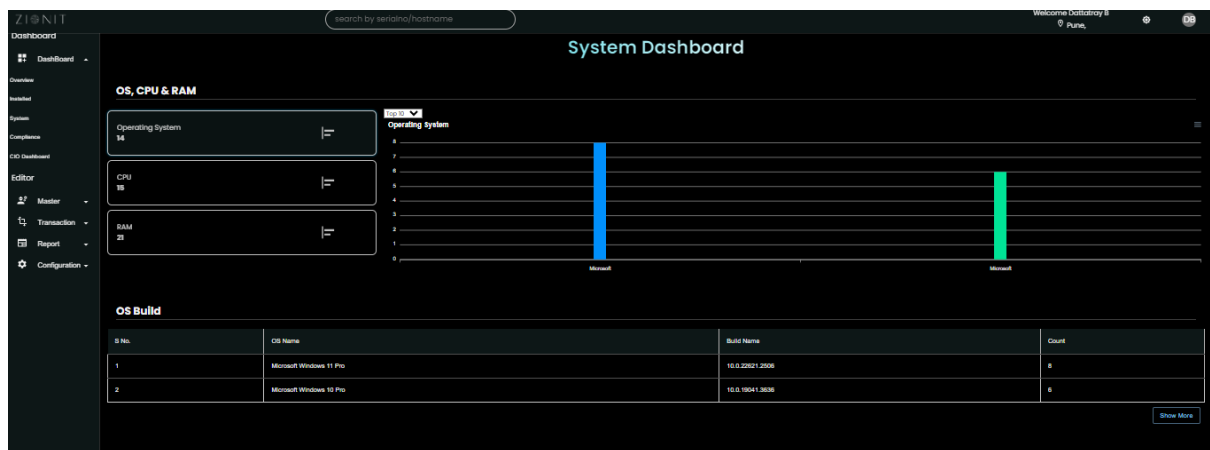 ZIONIT
search by serialno/hostname
Welcome Dattatray B
Pune,
DB
Dashboard
DashBoard
Overview
Installed
System
Compliance
CIO Dashboard
Editor
Master
Transaction
Report
Configuration
System Dashboard
OS, CPU & RAM
Operating System
14
CPU
15
RAM
21
Top 10
Operating System
8
7
6
5
4
3
2
1
0
Microsoft
Microsoft
OS Build
S No. OS Name Build Name Count
1 Microsoft Windows 11 Pro 10.0.22621.2506 8
2 Microsoft Windows 10 Pro 10.0.19041.3636 6
Show More